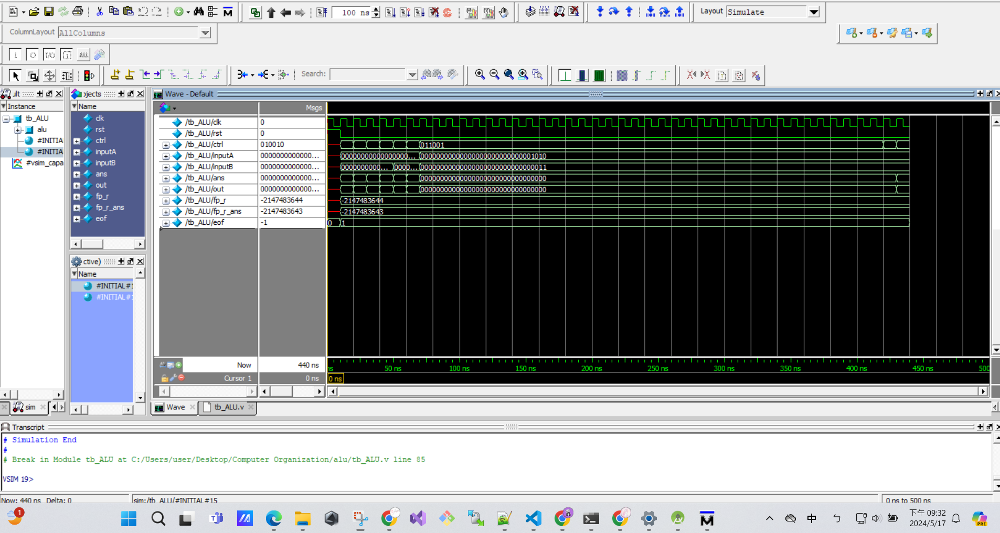 100 ns
Layout Simulate
ColumnLayout AllColumns
I O I/O ALL
Search:
ult
Instance
tb_ALU
alu
#INITIA
#INITIA
#vsim_capa
sim
ojects
Name
clk
rst
ctrl
inputA
inputB
ans
out
fp_r
fp_r_ans
eof
ctive)
Name
#INITIAL#1
#INITIAL#1
Wave - Default
Msgs
/tb_ALU/clk 0
/tb_ALU/rst 0
/tb_ALU/ctrl 010010 011001
/tb_ALU/inputA 0000000000000... 00000000000000000... 00000000000000000000000000001010
/tb_ALU/inputB 0000000000000... 0000000000... 0000... 00000000000000000000000000000011
/tb_ALU/ans 0000000000000... 00000000000000000000000000000000
/tb_ALU/out 0000000000000... 00000000000000000000000000000000
/tb_ALU/fp_r -2147483644 -2147483644
/tb_ALU/fp_r_ans -2147483643 -2147483643
/tb_ALU/eof -1 0 1
Now 440 ns ns 50 ns 100 ns 150 ns 200 ns 250 ns 300 ns 350 ns 400 ns 450 ns 500
Cursor 1 0 ns 0 ns
Wave tb_ALU.v
Transcript
# Simulation End
#
# Break in Module tb_ALU at C:/Users/user/Desktop/Computer Organization/alu/tb_ALU.v line 85
VSIM 19>
Now: 440 ns Delta: 0 sim:/tb_ALU/#INITIAL#15 0 ns to 500 ns
1
中 ㄅ
下午 09:32
2024/5/17
PRE